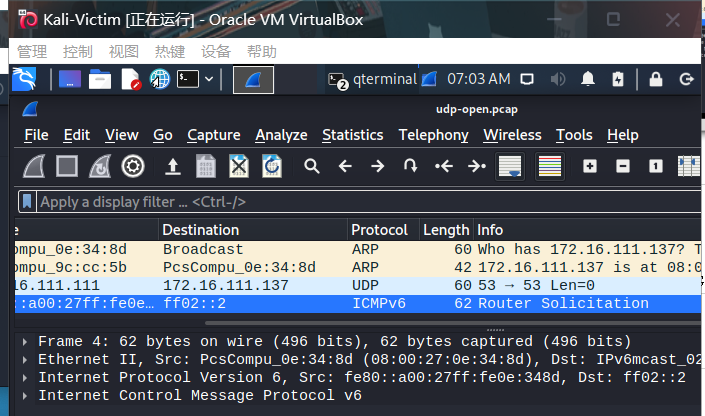 Kali-Victim [正在运行] - Oracle VM VirtualBox
管理 控制 视图 热键 设备 帮助
2 qterminal 07:03 AM
udp-open.pcap
File Edit View Go Capture Analyze Statistics Telephony Wireless Tools Help
Apply a display filter … <Ctrl-/>
e Destination Protocol Length Info
Compu_0e:34:8d Broadcast ARP 60 Who has 172.16.111.137? T
Compu_9c:cc:5b PcsCompu_0e:34:8d ARP 42 172.16.111.137 is at 08:0
16.111.111 172.16.111.137 UDP 60 53 → 53 Len=0
::a00:27ff:fe0e… ff02::2 ICMPv6 62 Router Solicitation
Frame 4: 62 bytes on wire (496 bits), 62 bytes captured (496 bits)
Ethernet II, Src: PcsCompu_0e:34:8d (08:00:27:0e:34:8d), Dst: IPv6mcast_02
Internet Protocol Version 6, Src: fe80::a00:27ff:fe0e:348d, Dst: ff02::2
Internet Control Message Protocol v6